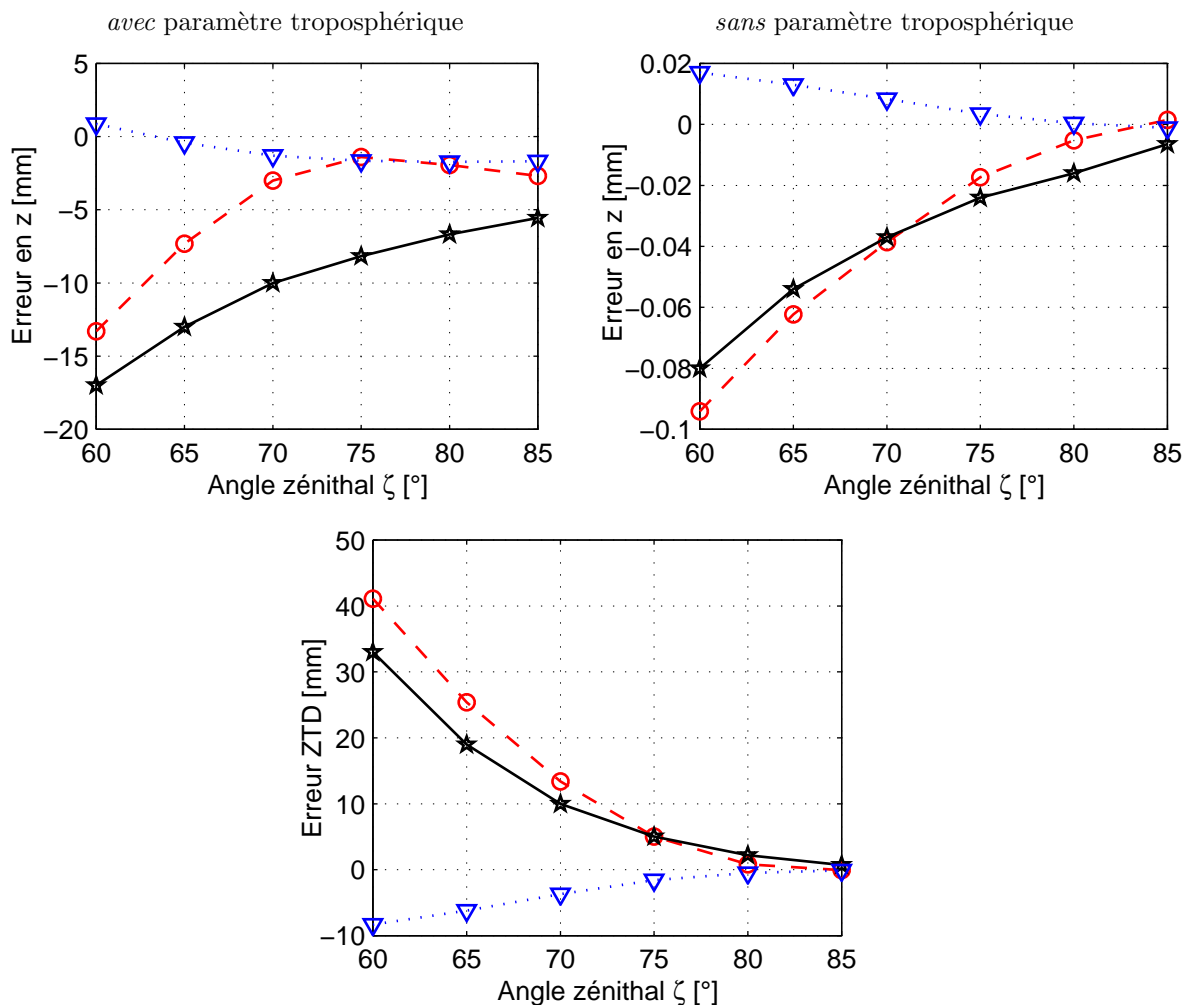 avec paramètre troposphérique
sans paramètre troposphérique
5
0
−5
−10
−15
−20
Erreur en z [mm]
60 65 70 75 80 85
Angle zénithal ζ [°]
0.02
0
−0.02
−0.04
−0.06
−0.08
−0.1
Erreur en z [mm]
60 65 70 75 80 85
Angle zénithal ζ [°]
50
40
30
20
10
0
−10
Erreur ZTD [mm]
60 65 70 75 80 85
Angle zénithal ζ [°]